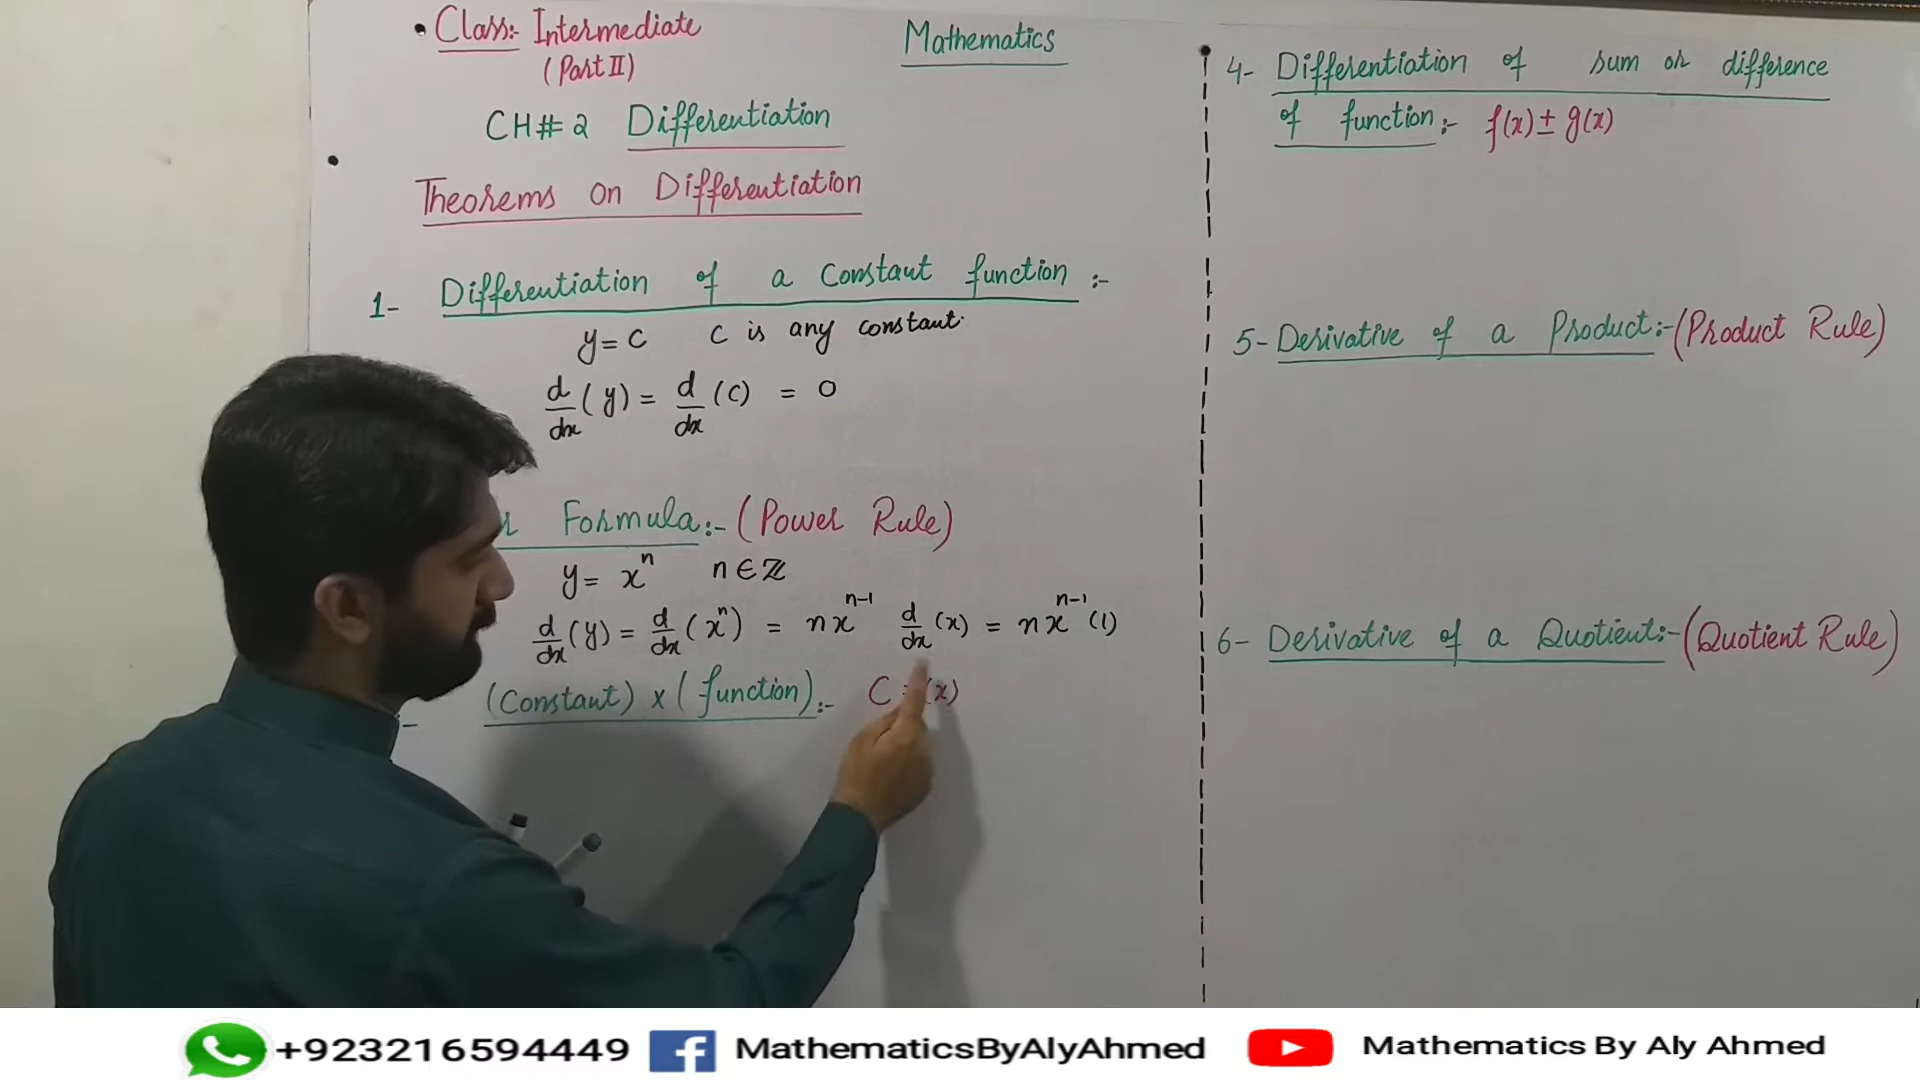 • Class:- Intermediate
(Part II)
Mathematics
CH# 2 Differentiation
Theorems on Differentiation
1- Differentiation of a Constant function :-
y = c c is any constant.
d/dx (y) = d/dx (c) = 0
Formula:- (Power Rule)
y = x^n n ∈ ℤ
d/dx (y) = d/dx (x^n) = n x^{n-1} d/dx (x) = n x^{n-1} (1)
(Constant) x (function):- C (x)
4- Differentiation of sum or difference
of function:- f(x) ± g(x)
5- Derivative of a Product:- (Product Rule)
6- Derivative of a Quotient:- (Quotient Rule)
+923216594449 MathematicsByAlyAhmed Mathematics By Aly Ahmed